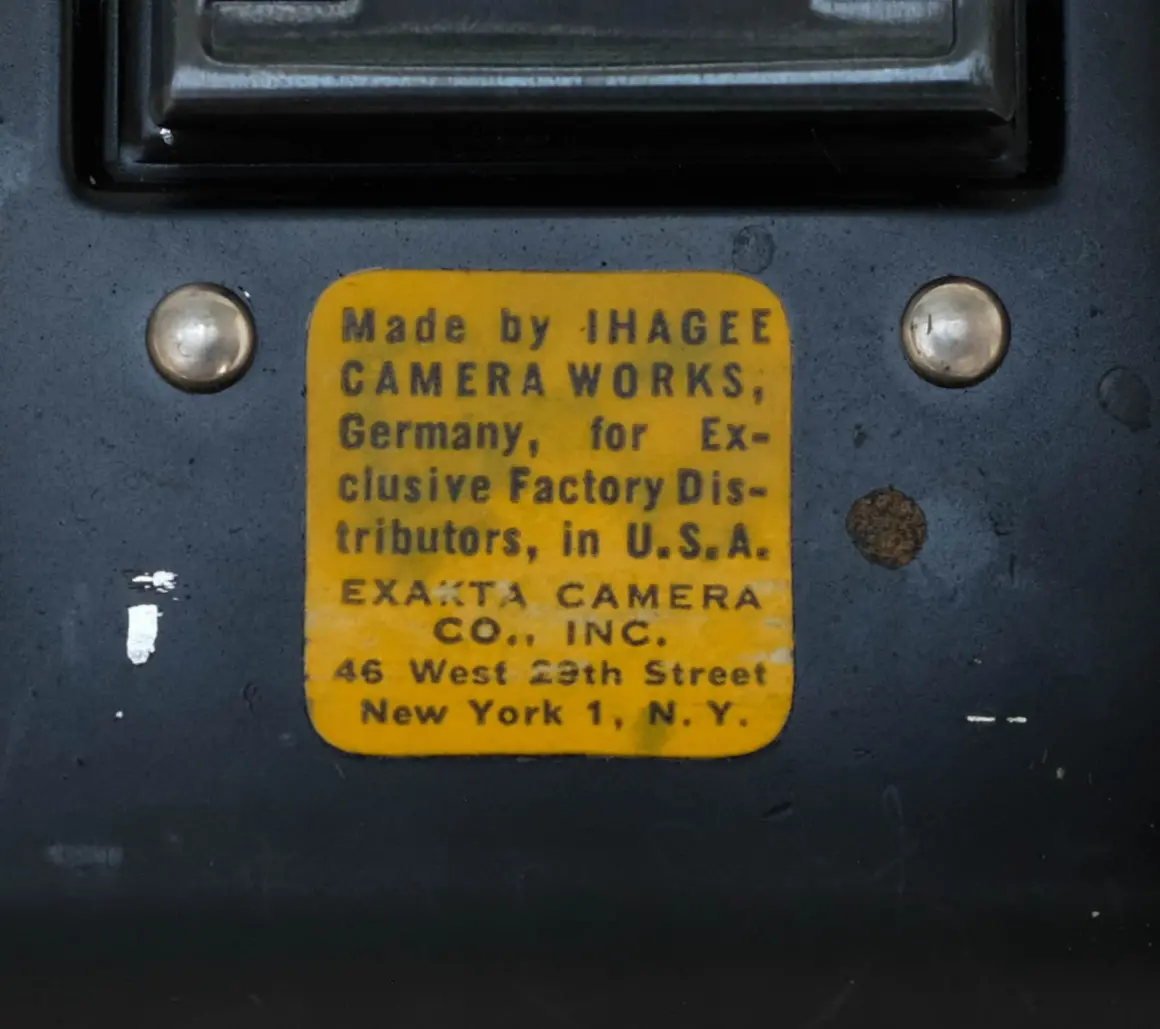 Made by IHAGEE
CAMERA WORKS,
Germany, for Ex-
clusive Factory Dis-
tributors, in U.S.A.
EXAKTA CAMERA
CO., INC.
46 West 29th Street
New York 1, N. Y.